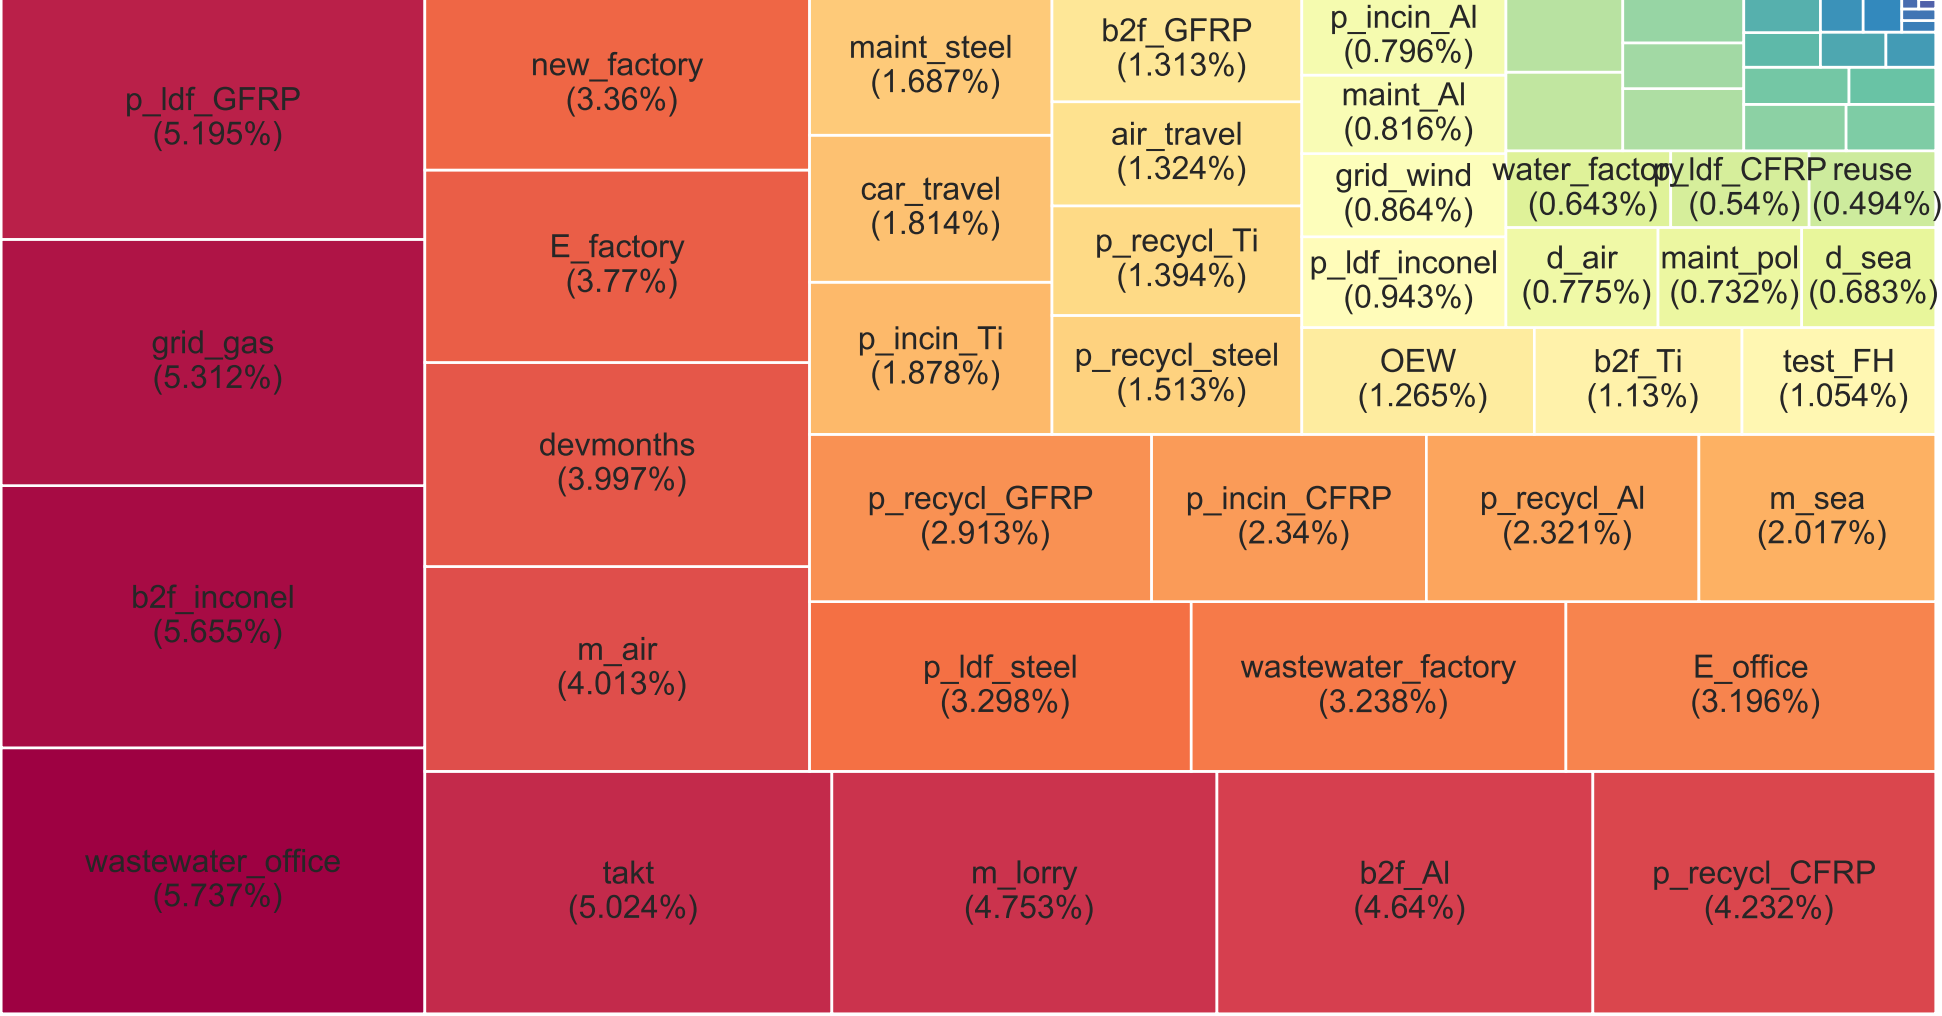 p_ldf_GFRP
(5.195%)
grid_gas
(5.312%)
b2f_inconel
(5.655%)
wastewater_office
(5.737%)
new_factory
(3.36%)
E_factory
(3.77%)
devmonths
(3.997%)
m_air
(4.013%)
takt
(5.024%)
m_lorry
(4.753%)
b2f_Al
(4.64%)
p_recycl_CFRP
(4.232%)
p_ldf_steel
(3.298%)
wastewater_factory
(3.238%)
E_office
(3.196%)
p_recycl_GFRP
(2.913%)
p_incin_CFRP
(2.34%)
p_recycl_Al
(2.321%)
m_sea
(2.017%)
maint_steel
(1.687%)
car_travel
(1.814%)
p_incin_Ti
(1.878%)
b2f_GFRP
(1.313%)
air_travel
(1.324%)
p_recycl_Ti
(1.394%)
p_recycl_steel
(1.513%)
OEW
(1.265%)
b2f_Ti
(1.13%)
test_FH
(1.054%)
p_incin_Al
(0.796%)
maint_Al
(0.816%)
grid_wind
(0.864%)
p_ldf_inconel
(0.943%)
d_air
(0.775%)
maint_pol
(0.732%)
d_sea
(0.683%)
water_factory
(0.643%)
p_ldf_CFRP
(0.54%)
reuse
(0.494%)